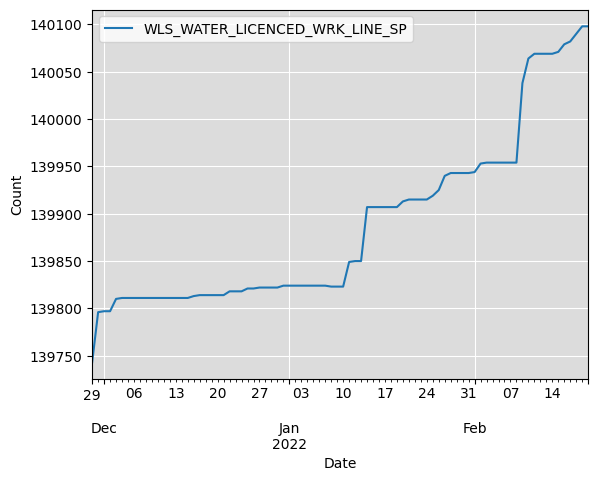 WLS_WATER_LICENCED_WRK_LINE_SP
140100
140050
140000
139950
139900
139850
139800
139750
Count
29 06 13 20 27 03 10 17 24 31 07 14
Dec Jan Feb
2022
Date